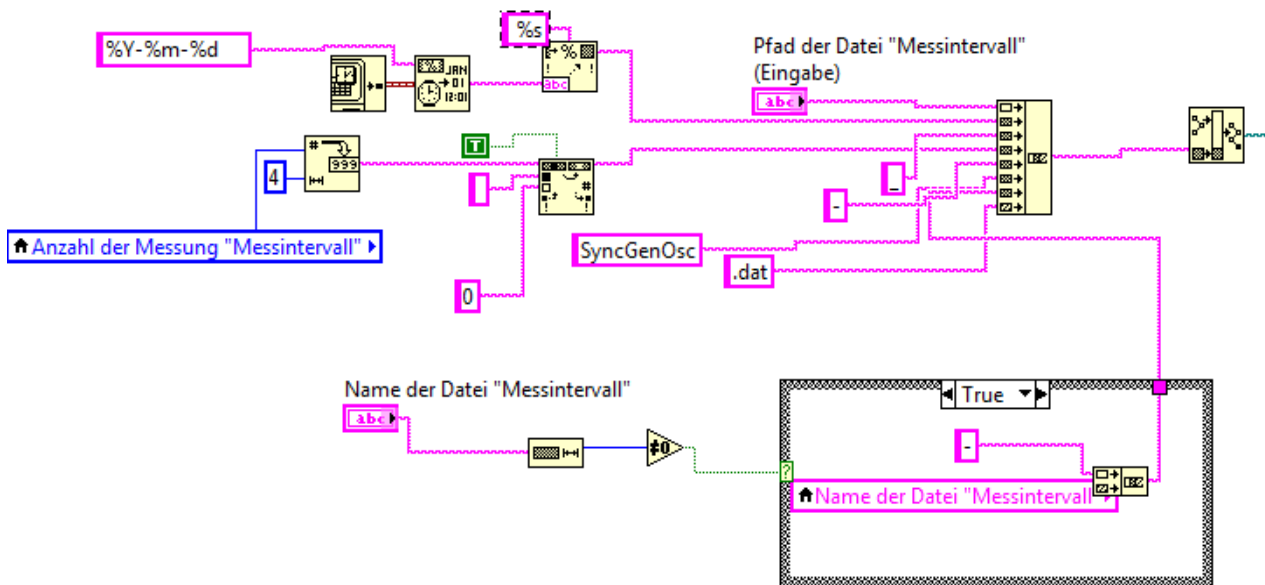 %s
%Y-%m-%d
Pfad der Datei "Messintervall"
(Eingabe)
JAN
01
12:01
%
abc
abc
#
999
4
T
#
_
-
Anzahl der Messung "Messintervall"
SyncGenOsc
.dat
0
Name der Datei "Messintervall"
abc
True
≠0
-
?
Name der Datei "Messintervall